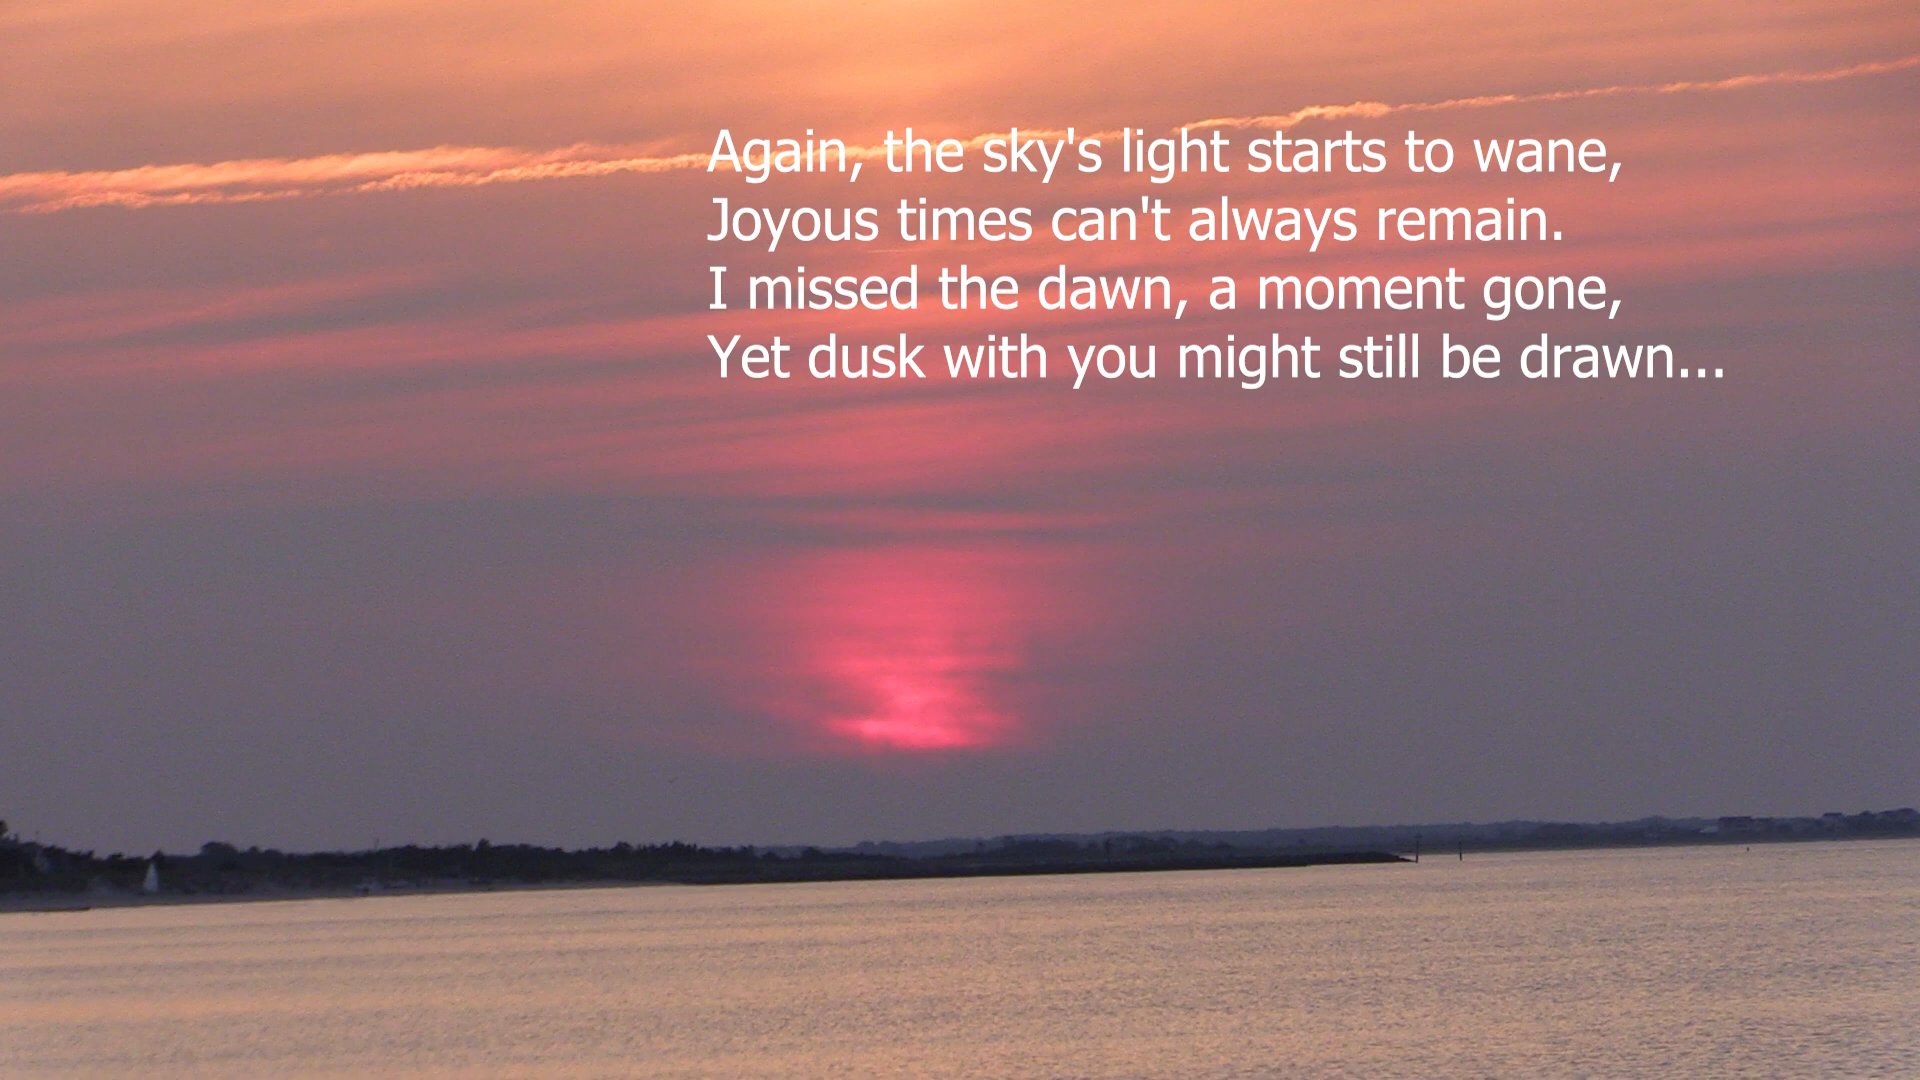 Again, the sky's light starts to wane,
Joyous times can't always remain.
I missed the dawn, a moment gone,
Yet dusk with you might still be drawn...